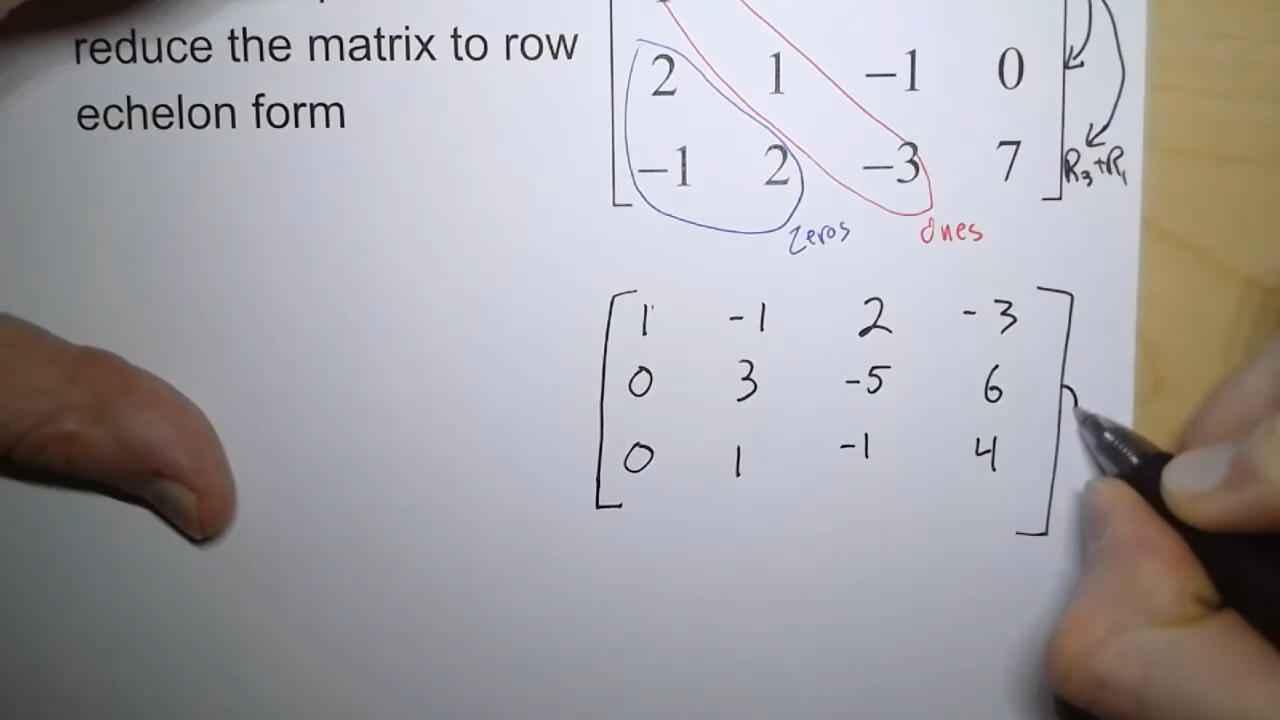 reduce the matrix to row
echelon form
2 1 −1 0
−1 2 −3 7 R₃+R₁
zeros ones
1 -1 2 -3
0 3 -5 6
0 1 -1 4